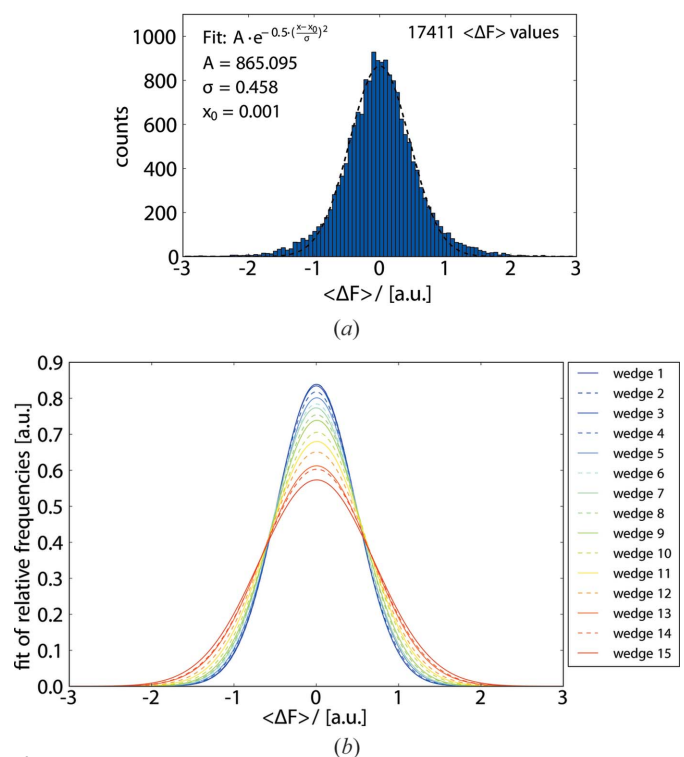 Fit: A·e^-0.5·((x-x₀)/σ)²
17411 <ΔF> values
A = 865.095
σ = 0.458
x₀ = 0.001
counts
1000
800
600
400
200
0
-3 -2 -1 0 1 2 3
<ΔF> / [a.u.]
(a)
fit of relative frequencies [a.u.]
0.9
0.8
0.7
0.6
0.5
0.4
0.3
0.2
0.1
0.0
-3 -2 -1 0 1 2 3
<ΔF> / [a.u.]
wedge 1
wedge 2
wedge 3
wedge 4
wedge 5
wedge 6
wedge 7
wedge 8
wedge 9
wedge 10
wedge 11
wedge 12
wedge 13
wedge 14
wedge 15
(b)